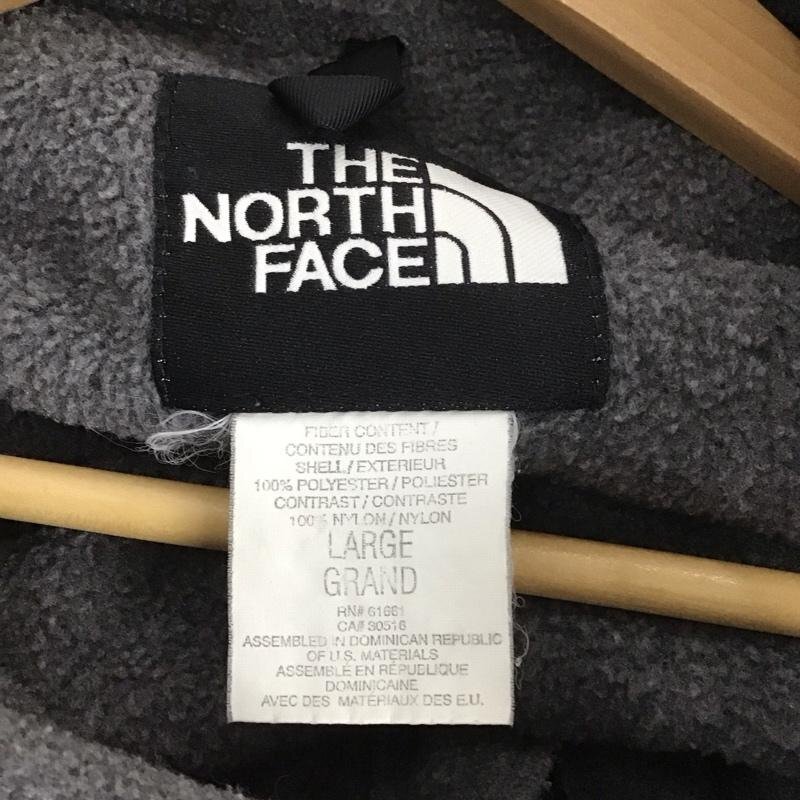 THE
NORTH
FACE
FIBER CONTENT/
CONTENU DES FIBRES
SHELL/EXTERIEUR
100% POLYESTER/POLIESTER
CONTRAST/CONTRASTE
100% NYLON/NYLON
LARGE
GRAND
RN# 61661
CA# 30516
ASSEMBLED IN DOMINICAN REPUBLIC
OF U.S. MATERIALS
ASSEMBLÉ EN RÉPUBLIQUE
DOMINICAINE
AVEC DES MATÉRIAUX DES E.U.